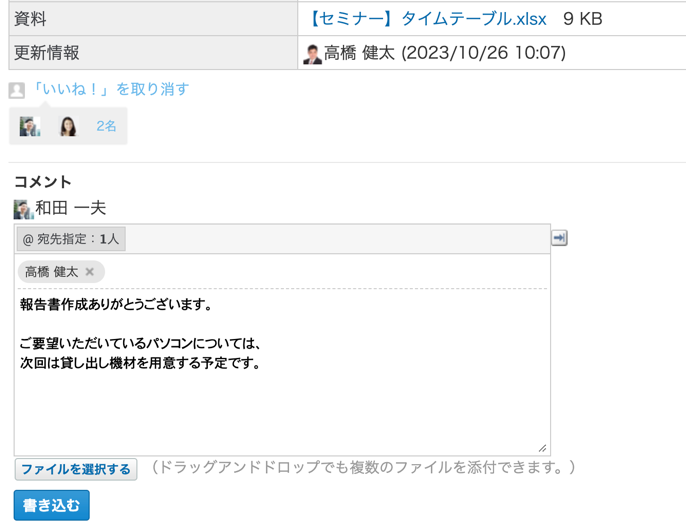 資料 【セミナー】タイムテーブル.xlsx 9 KB
更新情報 高橋 健太 (2023/10/26 10:07)
「いいね！」を取り消す
2名
コメント
和田 一夫
@ 宛先指定：1人
高橋 健太 ×
報告書作成ありがとうございます。
ご要望いただいているパソコンについては、
次回は貸し出し機材を用意する予定です。
ファイルを選択する （ドラッグアンドドロップでも複数のファイルを添付できます。）
書き込む